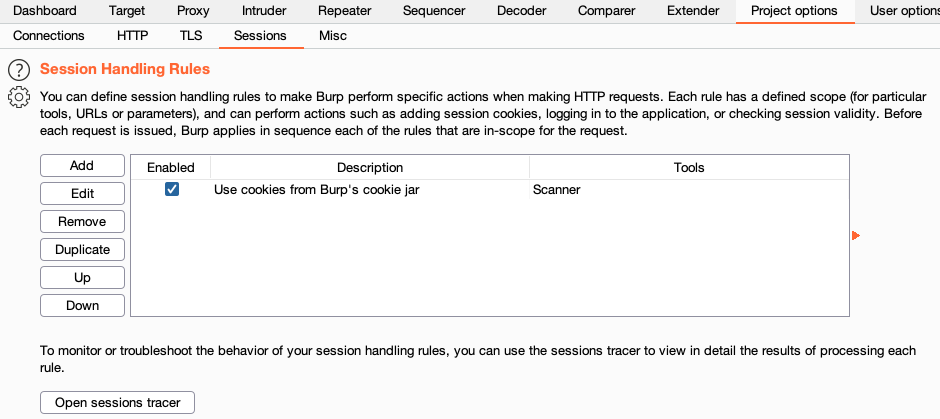 Dashboard Target Proxy Intruder Repeater Sequencer Decoder Comparer Extender Project options User options
Connections HTTP TLS Sessions Misc
? Session Handling Rules
You can define session handling rules to make Burp perform specific actions when making HTTP requests. Each rule has a defined scope (for particular
tools, URLs or parameters), and can perform actions such as adding session cookies, logging in to the application, or checking session validity. Before
each request is issued, Burp applies in sequence each of the rules that are in-scope for the request.
Add
Edit
Remove
Duplicate
Up
Down
Enabled Description Tools
Use cookies from Burp's cookie jar Scanner
To monitor or troubleshoot the behavior of your session handling rules, you can use the sessions tracer to view in detail the results of processing each
rule.
Open sessions tracer